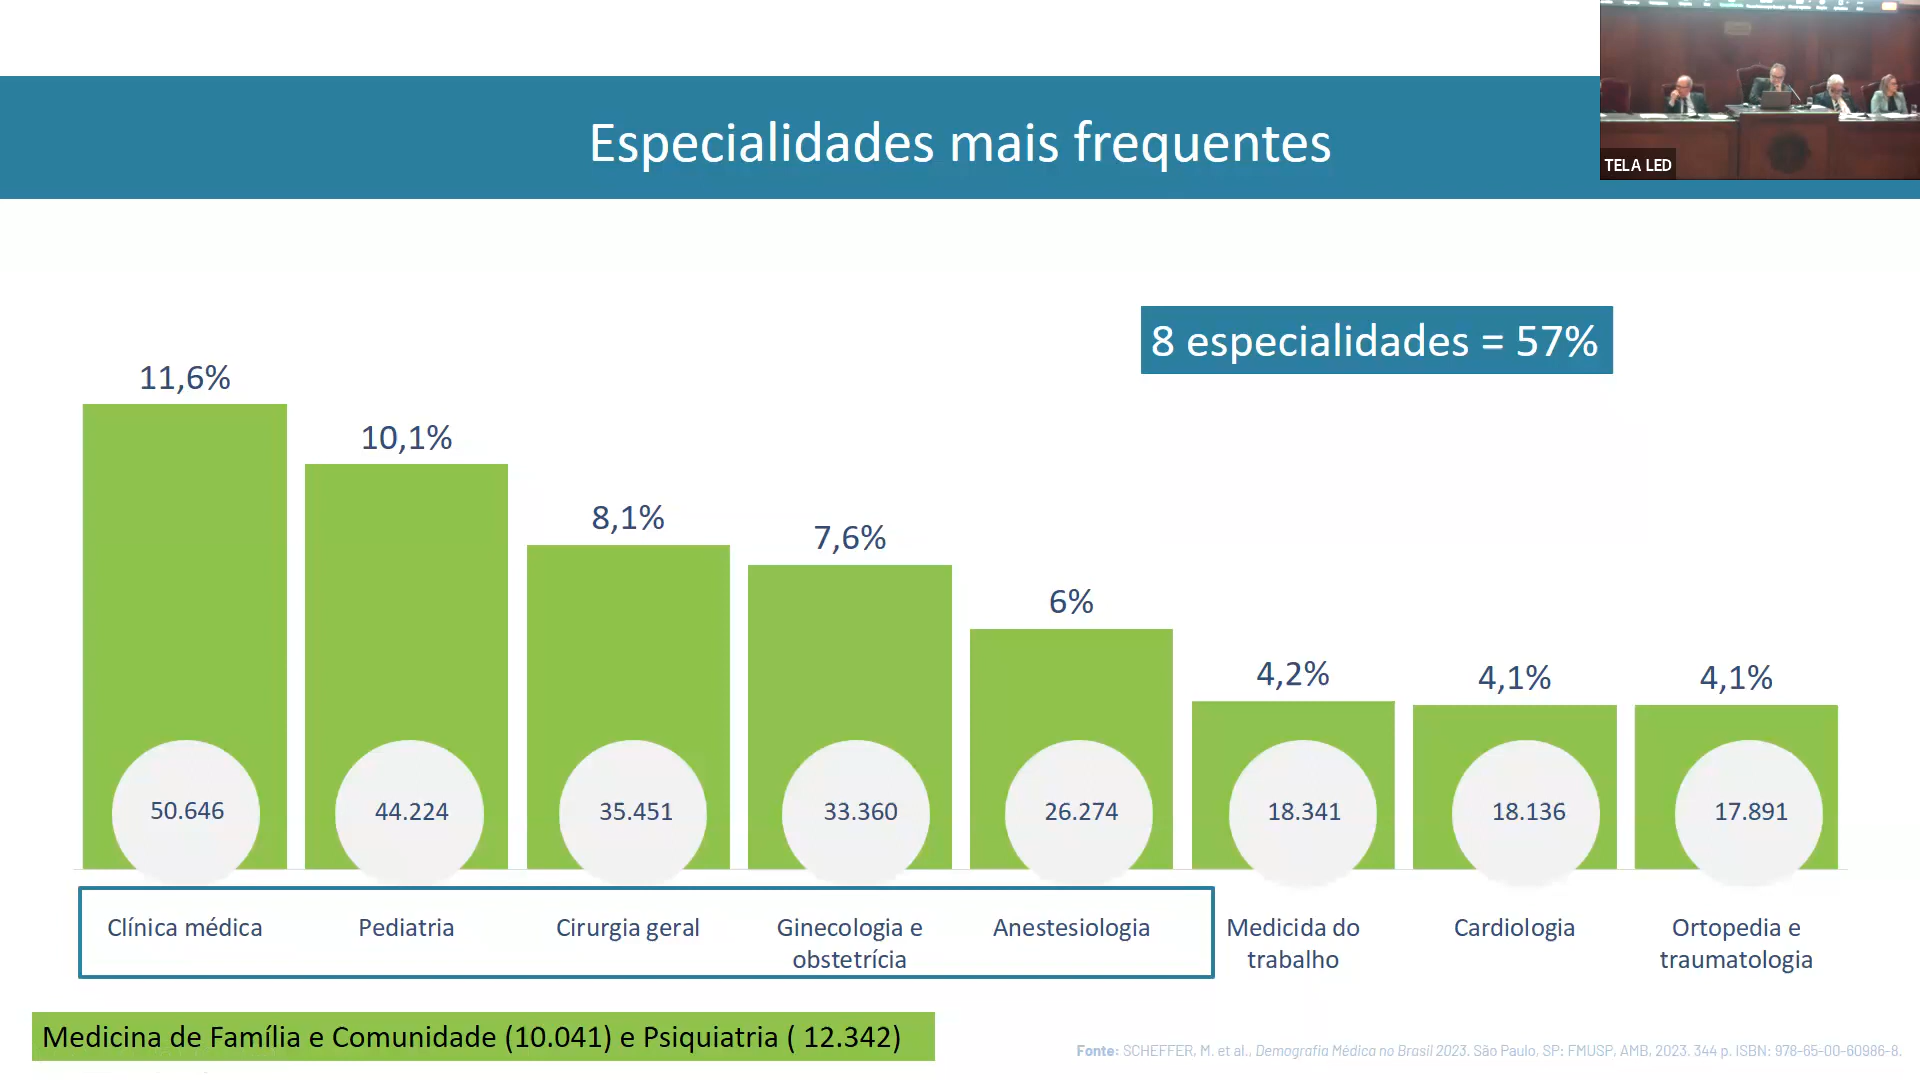 TELA LED
Especialidades mais frequentes
8 especialidades = 57%
11,6%
10,1%
8,1%
7,6%
6%
4,2%
4,1%
4,1%
50.646
44.224
35.451
33.360
26.274
18.341
18.136
17.891
Clínica médica
Pediatria
Cirurgia geral
Ginecologia e
obstetrícia
Anestesiologia
Medicida do
trabalho
Cardiologia
Ortopedia e
traumatologia
Medicina de Família e Comunidade (10.041) e Psiquiatria ( 12.342)
Fonte: SCHEFFER, M. et al., Demografia Médica no Brasil 2023. São Paulo, SP: FMUSP, AMB, 2023. 344 p. ISBN: 978-65-00-60986-8.